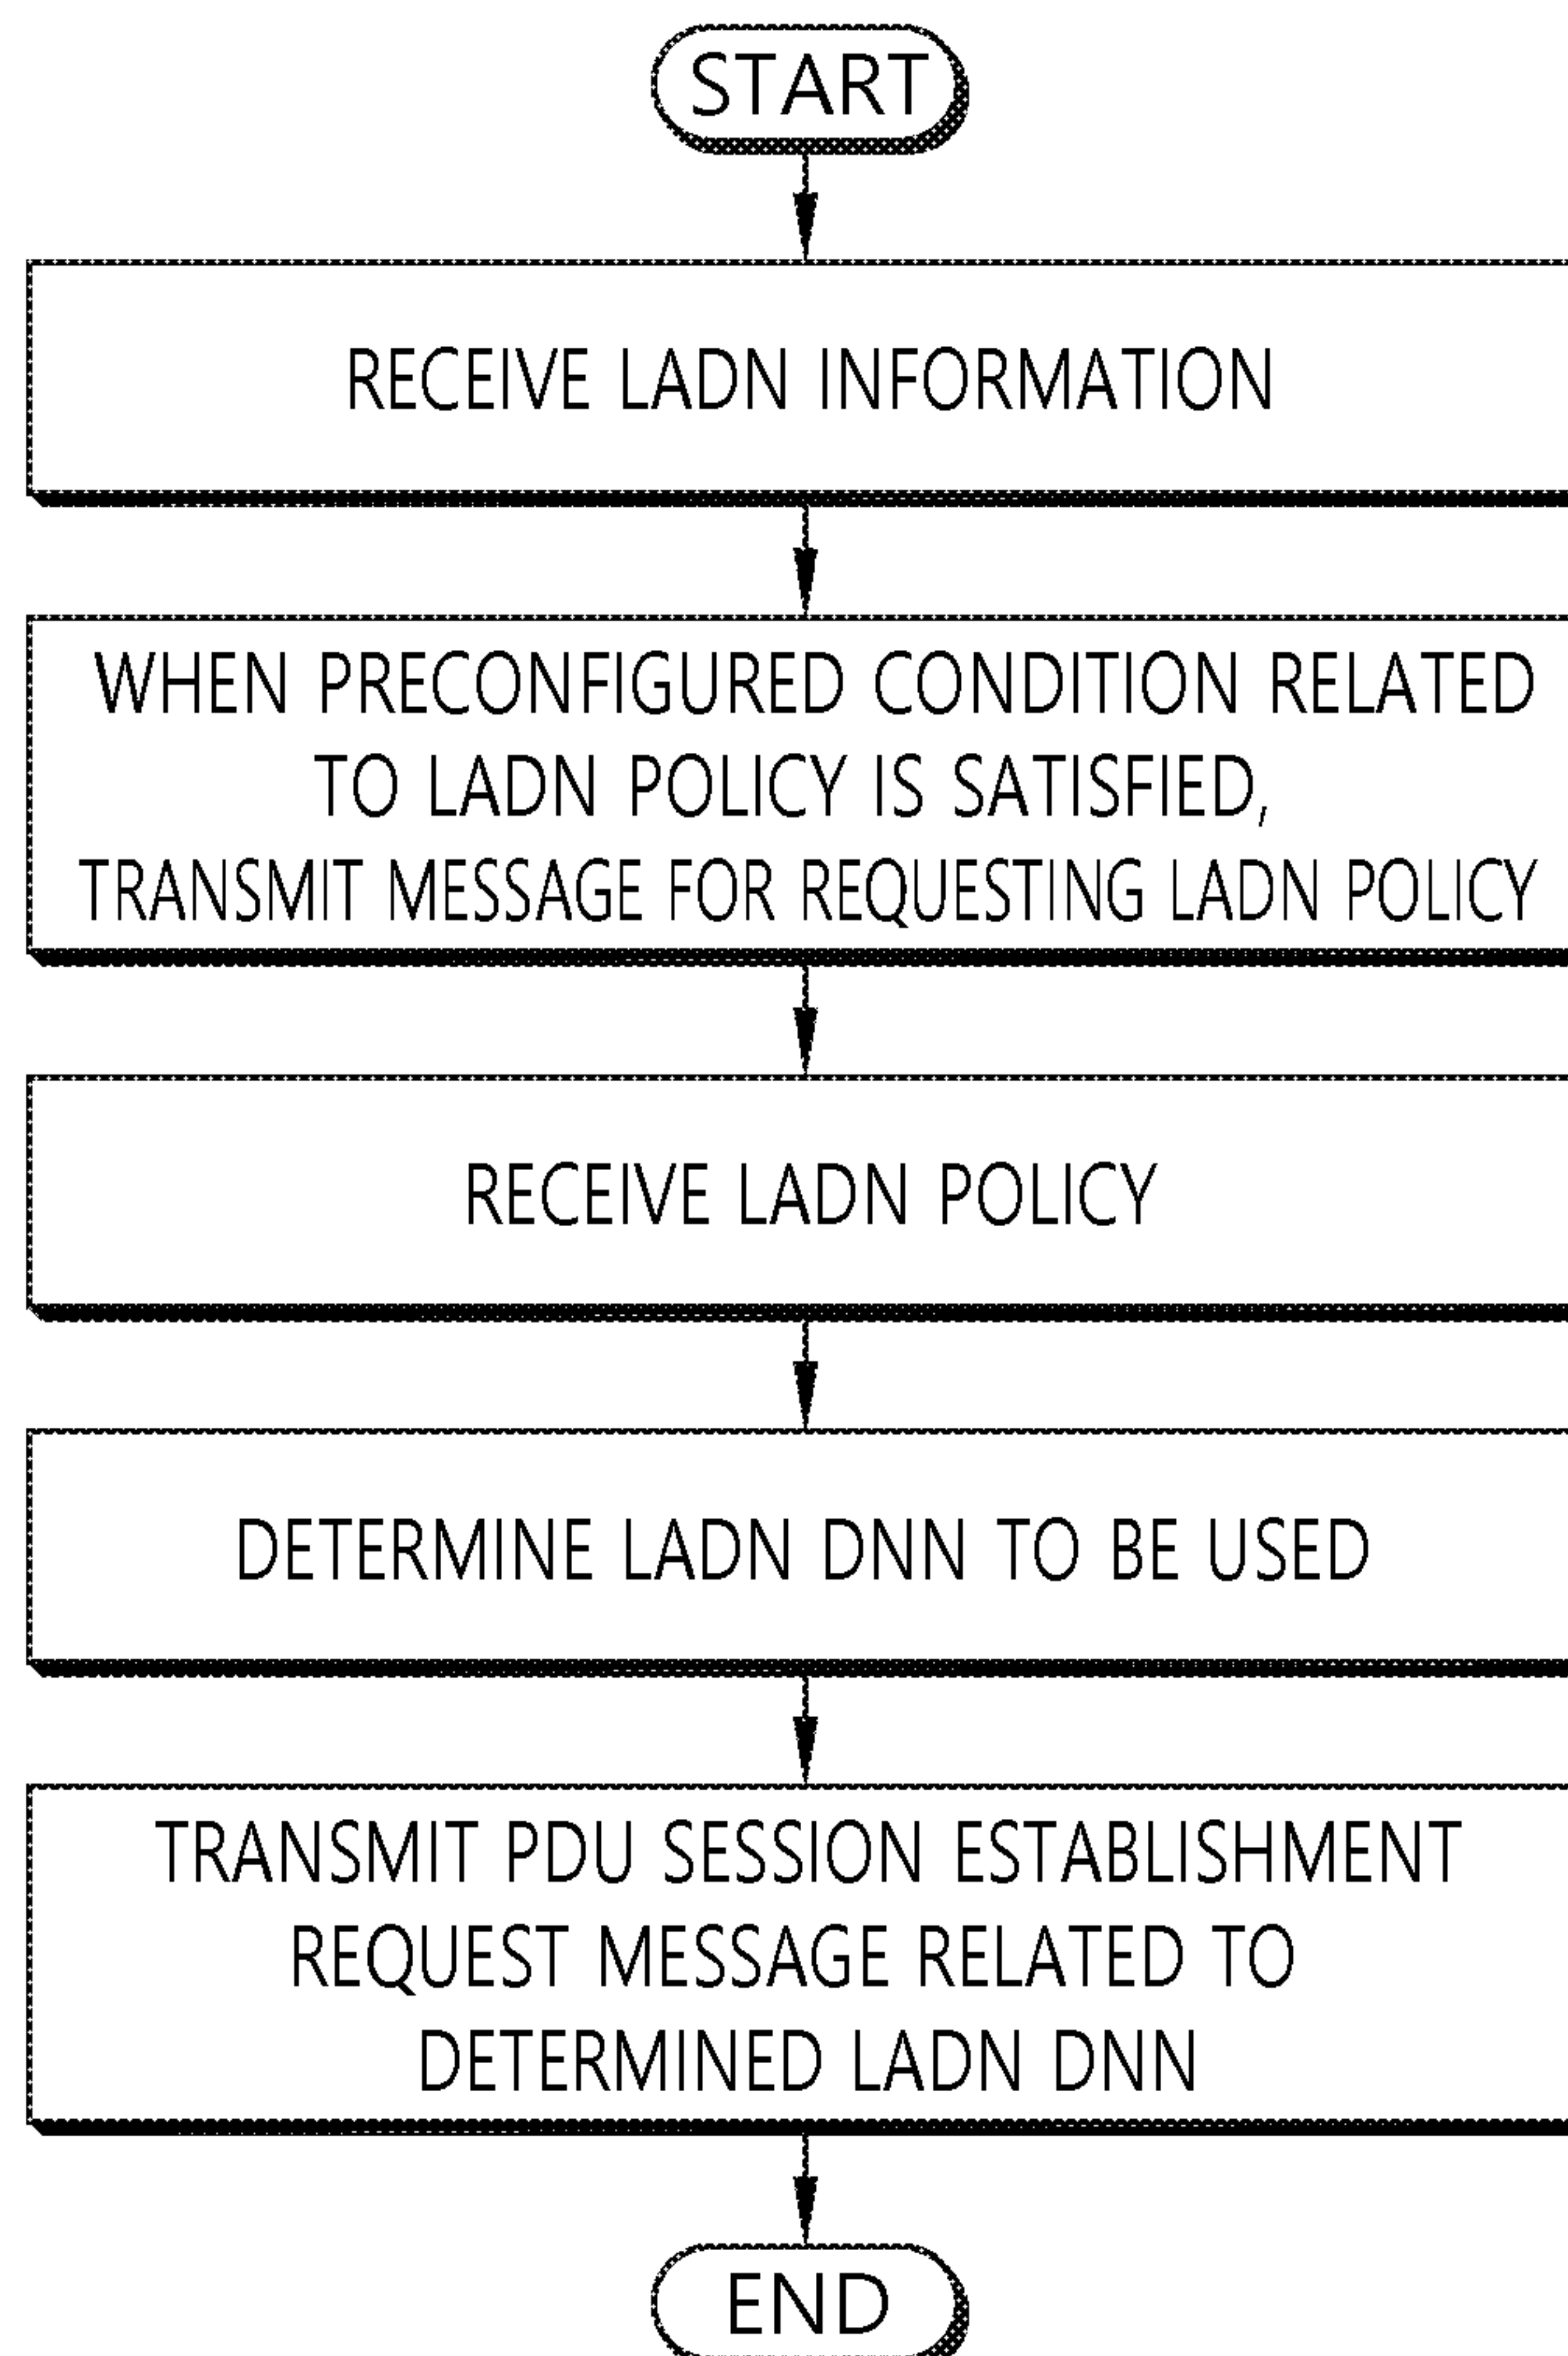 START
RECEIVE LADN INFORMATION
WHEN PRECONFIGURED CONDITION RELATED
TO LADN POLICY IS SATISFIED,
TRANSMIT MESSAGE FOR REQUESTING LADN POLICY
RECEIVE LADN POLICY
DETERMINE LADN DNN TO BE USED
TRANSMIT PDU SESSION ESTABLISHMENT
REQUEST MESSAGE RELATED TO
DETERMINED LADN DNN
END